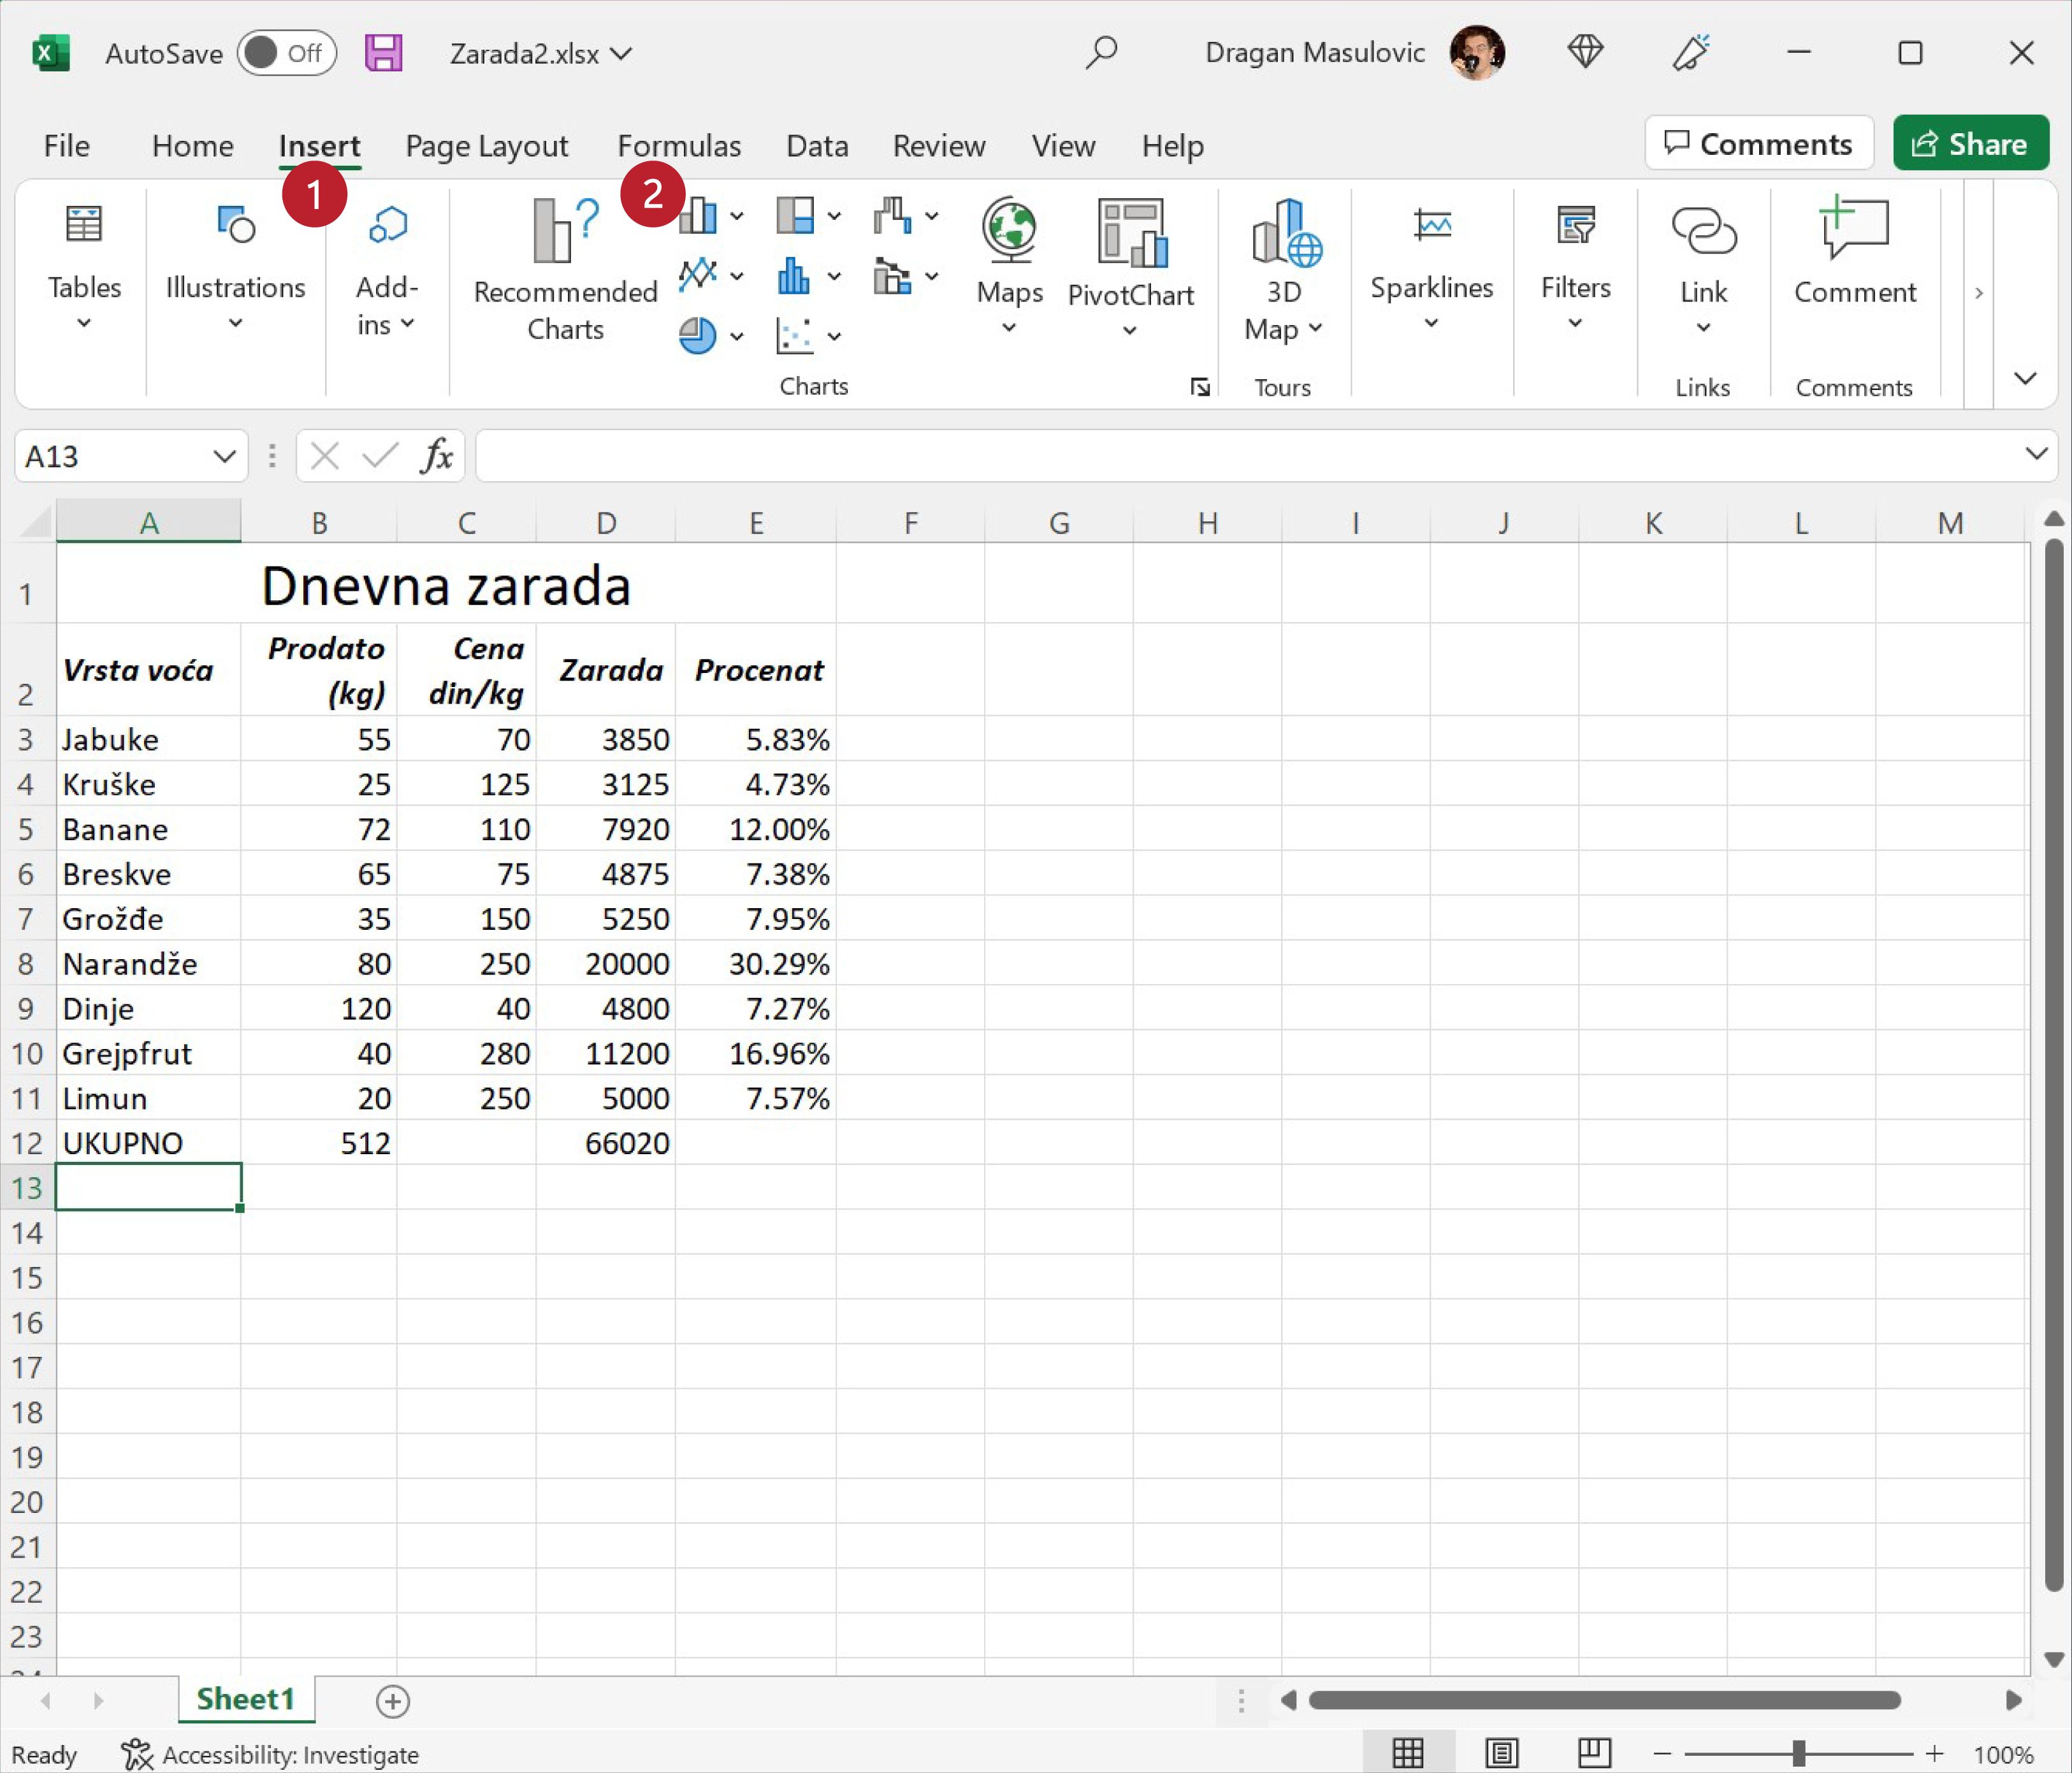 AutoSave Off Zarada2.xlsx Dragan Masulovic
File Home Insert Page Layout Formulas Data Review View Help Comments Share
1 2
Tables Illustrations Add-ins Recommended Charts Maps PivotChart 3D Map Sparklines Filters Link Comment
Charts Tours Links Comments
A13 fx
A B C D E F G H I J K L M
1 Dnevna zarada
2 Vrsta voća Prodato (kg) Cena din/kg Zarada Procenat
3 Jabuke 55 70 3850 5.83%
4 Kruške 25 125 3125 4.73%
5 Banane 72 110 7920 12.00%
6 Breskve 65 75 4875 7.38%
7 Grožđe 35 150 5250 7.95%
8 Narandže 80 250 20000 30.29%
9 Dinje 120 40 4800 7.27%
10 Grejpfrut 40 280 11200 16.96%
11 Limun 20 250 5000 7.57%
12 UKUPNO 512 66020
13
14
15
16
17
18
19
20
21
22
23
Sheet1
Ready Accessibility: Investigate 100%